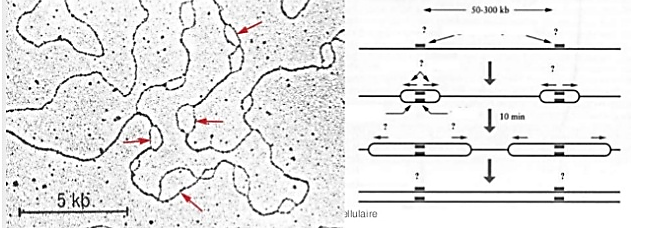 50-300 kb
? ?
?
10 min
? ?
? ?
5 kb
ellulaire